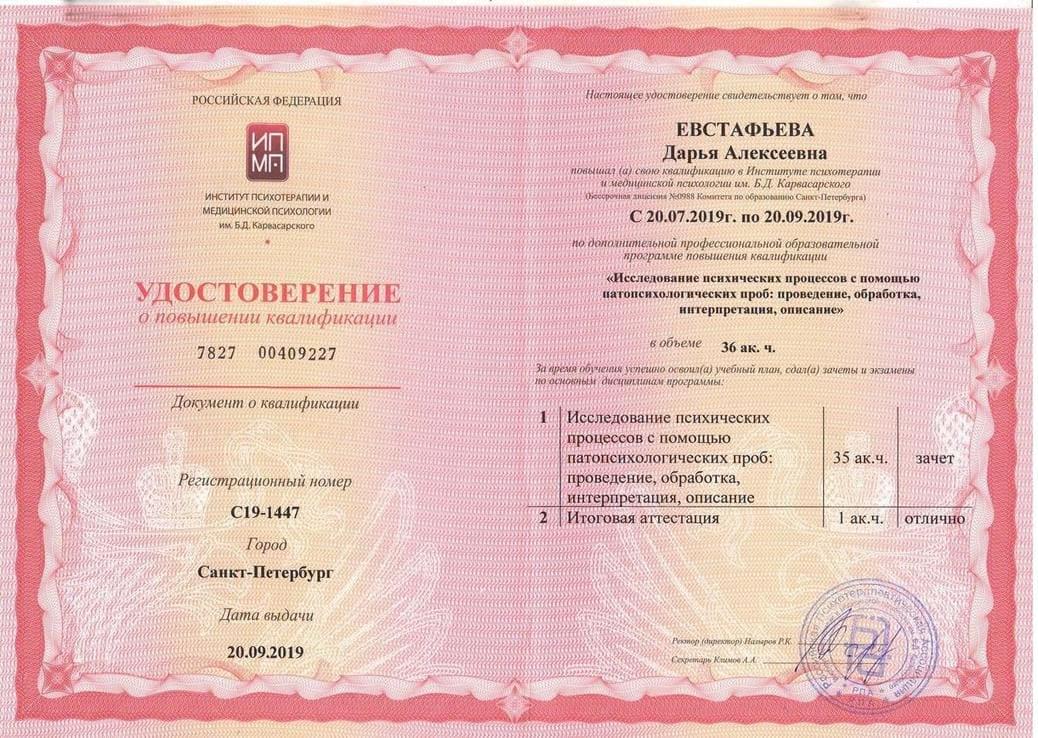 РОССИЙСКАЯ ФЕДЕРАЦИЯ
ИП
МП
ИНСТИТУТ ПСИХОТЕРАПИИ И
МЕДИЦИНСКОЙ ПСИХОЛОГИИ
им. Б.Д. Карвасарского
УДОСТОВЕРЕНИЕ
о повышении квалификации
7827 00409227
Документ о квалификации
Регистрационный номер
С19-1447
Город
Санкт-Петербург
Дата выдачи
20.09.2019
Настоящее удостоверение свидетельствует о том, что
ЕВСТАФЬЕВА
Дарья Алексеевна
повышал (а) свою квалификацию в Институте психотерапии
и медицинской психологии им. Б.Д. Карвасарского
(Бессрочная лицензия №0988 Комитета по образованию Санкт-Петербурга)
С 20.07.2019г. по 20.09.2019г.
по дополнительной профессиональной образовательной
программе повышения квалификации
«Исследование психических процессов с помощью
патопсихологических проб: проведение, обработка,
интерпретация, описание»
в объеме 36 ак. ч.
За время обучения успешно освоил(а) учебный план, сдал(а) зачеты и экзамены
по основным дисциплинам программы:
1 Исследование психических
процессов с помощью
патопсихологических проб: 35 ак.ч. зачет
проведение, обработка,
интерпретация, описание
2 Итоговая аттестация 1 ак.ч. отлично
Ректор (директор) Назыров Р.К.
Секретарь Климов А.А.
РПА